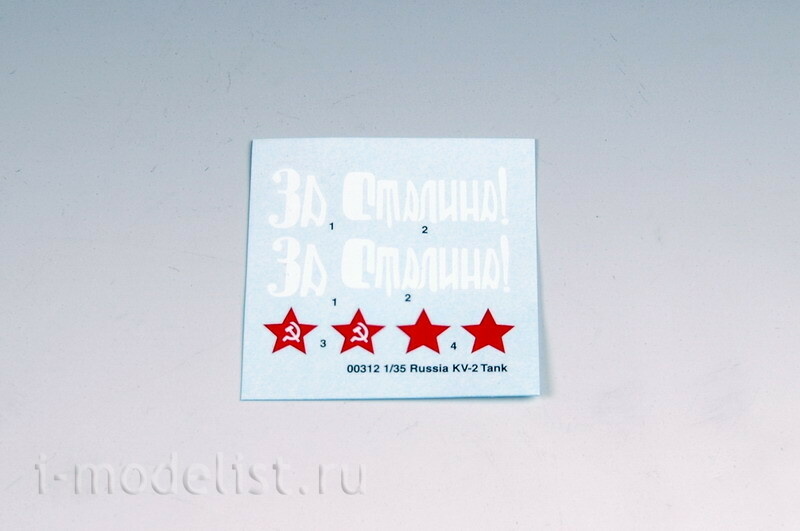 За Сталина!
1 2
За Сталина!
1 2
3 4
00312 1/35 Russia KV-2 Tank
i-modelist.ru